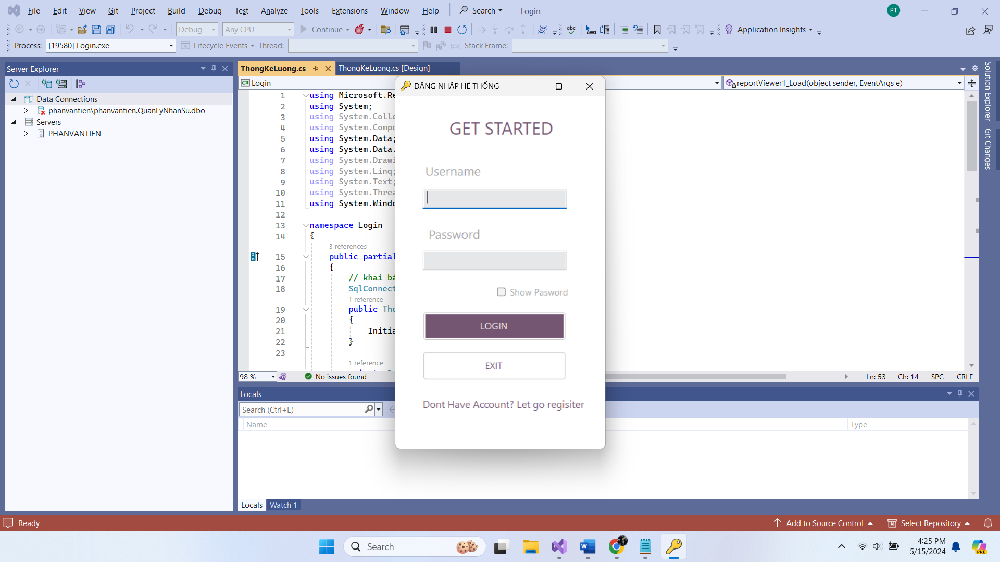 File Edit View Git Project Build Debug Test Analyze Tools Extensions Window Help Search Login PT
Debug Any CPU Continue abc Application Insights
Process: [19580] Login.exe Lifecycle Events Thread: Stack Frame:
Server Explorer
Data Connections
phanvantien\phanvantien.QuanLyNhanSu.dbo
Servers
PHANVANTIEN
ThongKeLuong.cs ThongKeLuong.cs [Design]
C# Login reportViewer1_Load(object sender, EventArgs e)
1 using Microsoft.Re
2 using System;
3 using System.Colle
4 using System.Compo
5 using System.Data;
6 using System.Data.
7 using System.Drawi
8 using System.Linq;
9 using System.Text;
10 using System.Threa
11 using System.Windo
12
13 namespace Login
14 {
3 references
15 public partial
16 {
17 // khai bá
18 SqlConnect
1 reference
19 public Tho
20 {
21 Initia
22 }
23
1 reference
98 % No issues found Ln: 53 Ch: 14 SPC CRLF
ĐĂNG NHẬP HỆ THỐNG
GET STARTED
Username
Password
Show Pasword
LOGIN
EXIT
Dont Have Account? Let go regisiter
Solution Explorer
Git Changes
Locals
Search (Ctrl+E)
Name Type
Locals Watch 1
Ready Add to Source Control Select Repository
Search
4:25 PM
5/15/2024
PRE